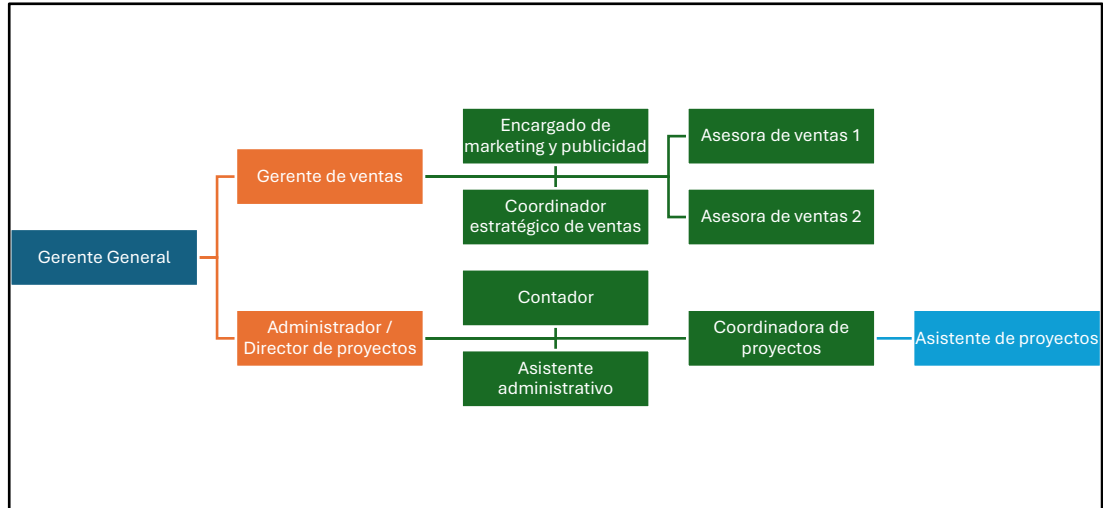 Gerente General
Gerente de ventas
Encargado de
marketing y publicidad
Coordinador
estratégico de ventas
Asesora de ventas 1
Asesora de ventas 2
Administrador /
Director de proyectos
Contador
Asistente
administrativo
Coordinadora de
proyectos
Asistente de proyectos